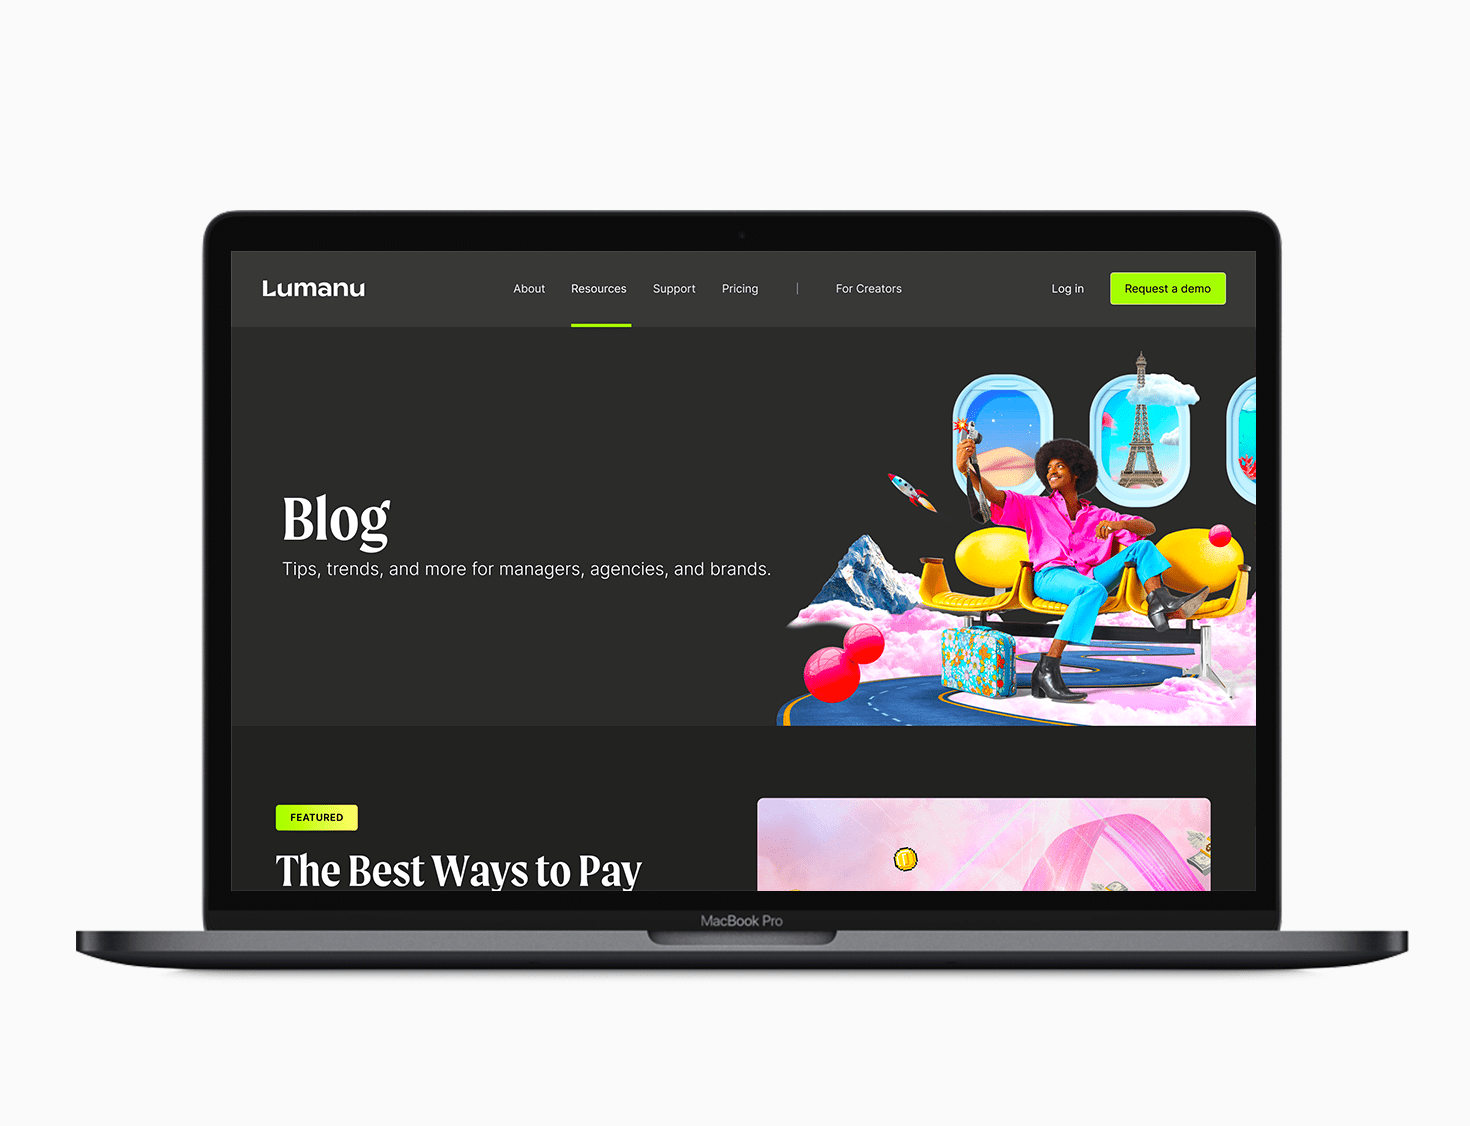 Lumanu
About
Resources
Support
Pricing
|
For Creators
Log in
Request a demo
Blog
Tips, trends, and more for managers, agencies, and brands.
FEATURED
The Best Ways to Pay
MacBook Pro